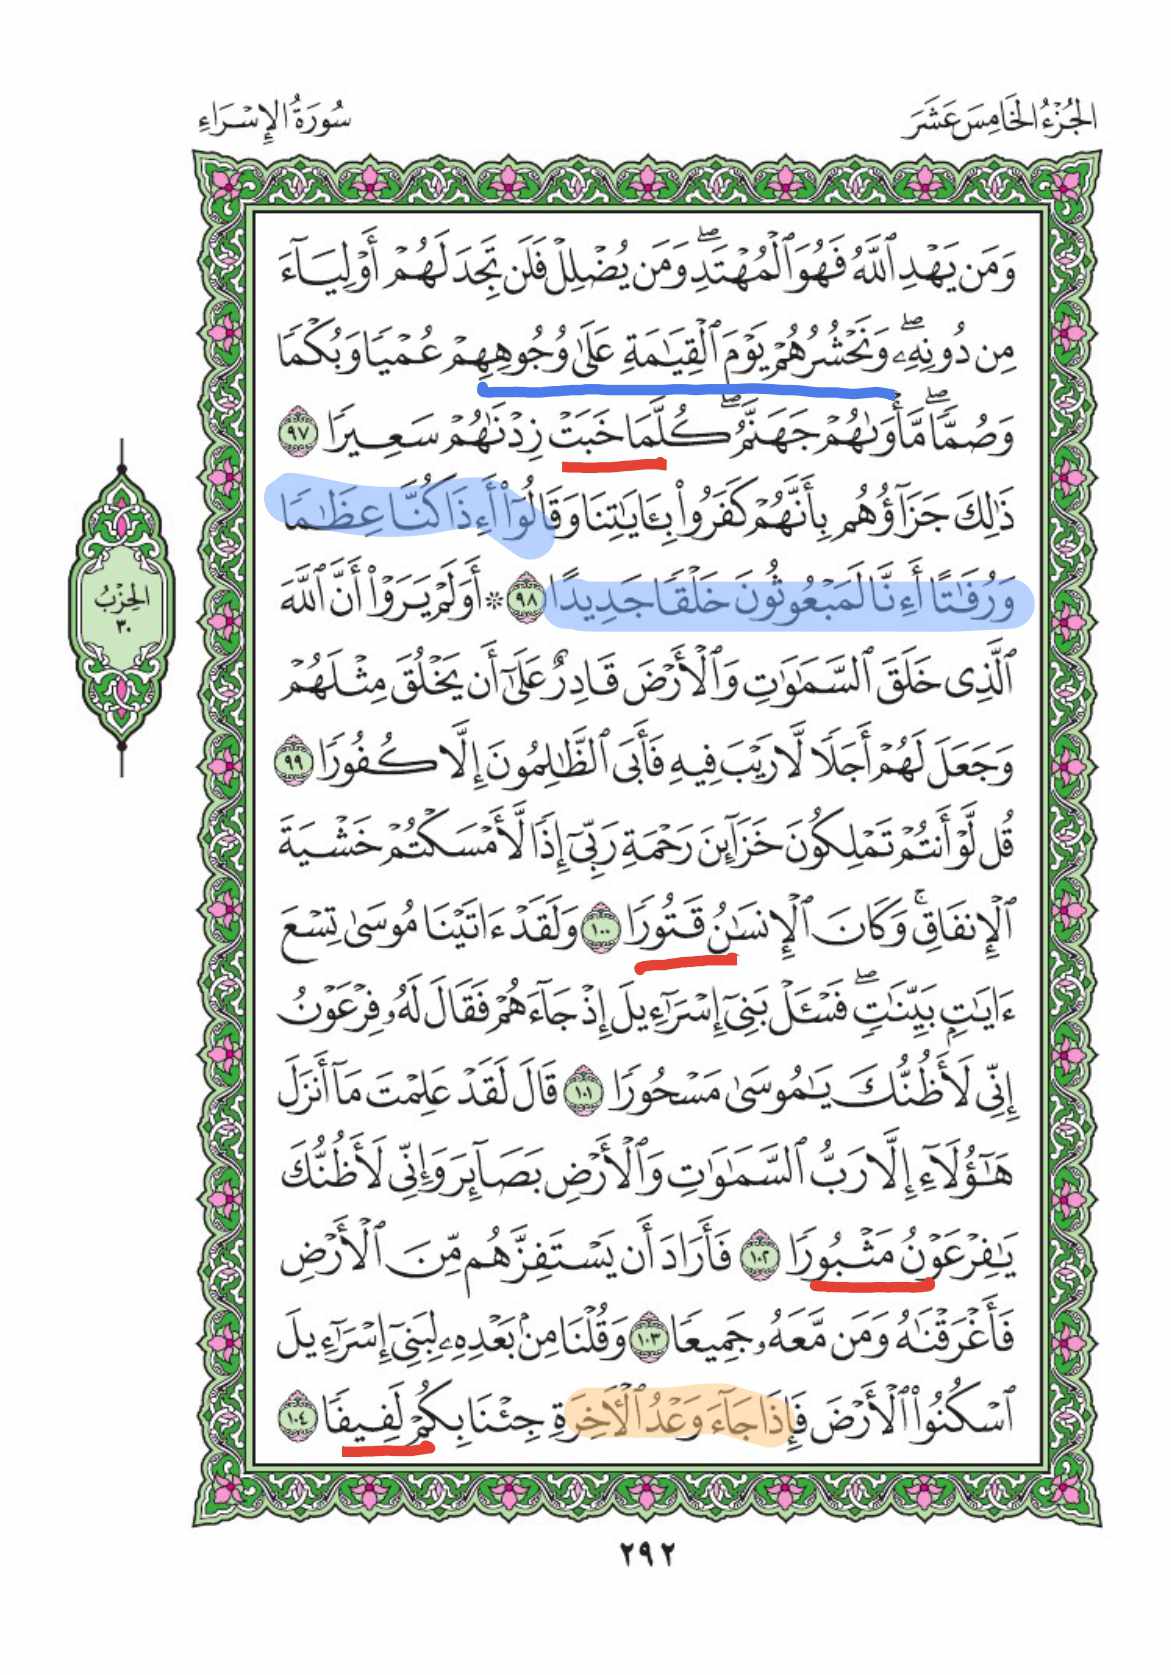 الجُزْءُ الخَامِسَ عَشَرَ
سُورَةُ الإِسْرَاءِ
وَمَن يَهْدِ ٱللَّهُ فَهُوَ ٱلْمُهْتَدِۖ وَمَن يُضْلِلْ فَلَن تَجِدَ لَهُمْ أَوْلِيَآءَ
مِن دُونِهِۦۖ وَنَحْشُرُهُمْ يَوْمَ ٱلْقِيَٰمَةِ عَلَىٰ وُجُوهِهِمْ عُمْيًا وَبُكْمًا
وَصُمًّاۖ مَّأْوَىٰهُمْ جَهَنَّمُۖ كُلَّمَا خَبَتْ زِدْنَٰهُمْ سَعِيرًا ٩٧
ذَٰلِكَ جَزَآؤُهُم بِأَنَّهُمْ كَفَرُوا۟ بِـَٔايَٰتِنَا وَقَالُوٓا۟ أَءِذَا كُنَّا عِظَٰمًا
وَرُفَٰتًا أَءِنَّا لَمَبْعُوثُونَ خَلْقًا جَدِيدًا ٩٨ ۞ أَوَلَمْ يَرَوْا۟ أَنَّ ٱللَّهَ
ٱلَّذِى خَلَقَ ٱلسَّمَٰوَٰتِ وَٱلْأَرْضَ قَادِرٌ عَلَىٰٓ أَن يَخْلُقَ مِثْلَهُمْ
وَجَعَلَ لَهُمْ أَجَلًا لَّا رَيْبَ فِيهِ فَأَبَى ٱلظَّٰلِمُونَ إِلَّا كُفُورًا ٩٩
قُل لَّوْ أَنتُمْ تَمْلِكُونَ خَزَآئِنَ رَحْمَةِ رَبِّىٓ إِذًا لَّأَمْسَكْتُمْ خَشْيَةَ
ٱلْإِنفَاقِۚ وَكَانَ ٱلْإِنسَٰنُ قَتُورًا ١٠٠ وَلَقَدْ ءَاتَيْنَا مُوسَىٰ تِسْعَ
ءَايَٰتٍۭ بَيِّنَٰتٍۖ فَسْـَٔلْ بَنِىٓ إِسْرَٰٓءِيلَ إِذْ جَآءَهُمْ فَقَالَ لَهُۥ فِرْعَوْنُ
إِنِّى لَأَظُنُّكَ يَٰمُوسَىٰ مَسْحُورًا ١٠١ قَالَ لَقَدْ عَلِمْتَ مَآ أَنزَلَ
هَٰٓؤُلَآءِ إِلَّا رَبُّ ٱلسَّمَٰوَٰتِ وَٱلْأَرْضِ بَصَآئِرَ وَإِنِّى لَأَظُنُّكَ
يَٰفِرْعَوْنُ مَثْبُورًا ١٠٢ فَأَرَادَ أَن يَسْتَفِزَّهُم مِّنَ ٱلْأَرْضِ
فَأَغْرَقْنَٰهُ وَمَن مَّعَهُۥ جَمِيعًا ١٠٣ وَقُلْنَا مِنۢ بَعْدِهِۦ لِبَنِىٓ إِسْرَٰٓءِيلَ
ٱسْكُنُوا۟ ٱلْأَرْضَ فَإِذَا جَآءَ وَعْدُ ٱلْءَاخِرَةِ جِئْنَا بِكُمْ لَفِيفًا ١٠٤
الحِزْبُ
٣٠
٢٩٢